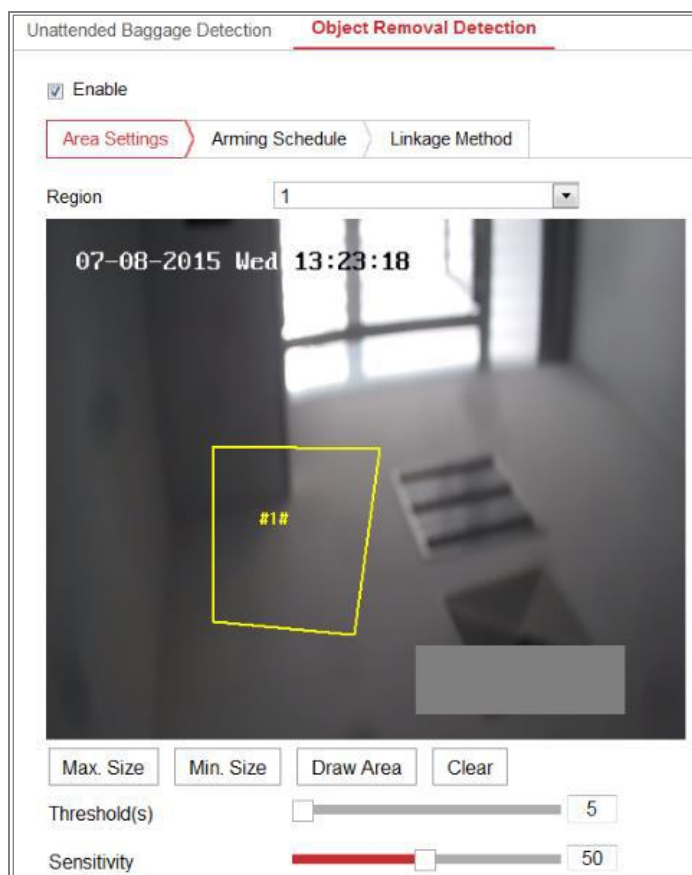 Unattended Baggage Detection Object Removal Detection
Enable
Area Settings Arming Schedule Linkage Method
Region 1
07-08-2015 Wed 13:23:18
#1#
Max. Size Min. Size Draw Area Clear
Threshold(s) 5
Sensitivity 50